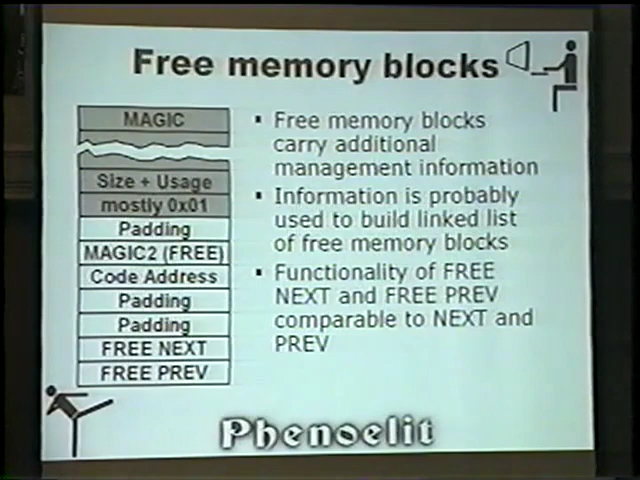 Free memory blocks
MAGIC
Size + Usage
mostly 0x01
Padding
MAGIC2 (FREE)
Code Address
Padding
Padding
FREE NEXT
FREE PREV
▪ Free memory blocks
carry additional
management information
▪ Information is probably
used to build linked list
of free memory blocks
▪ Functionality of FREE
NEXT and FREE PREV
comparable to NEXT and
PREV
Phenoelit